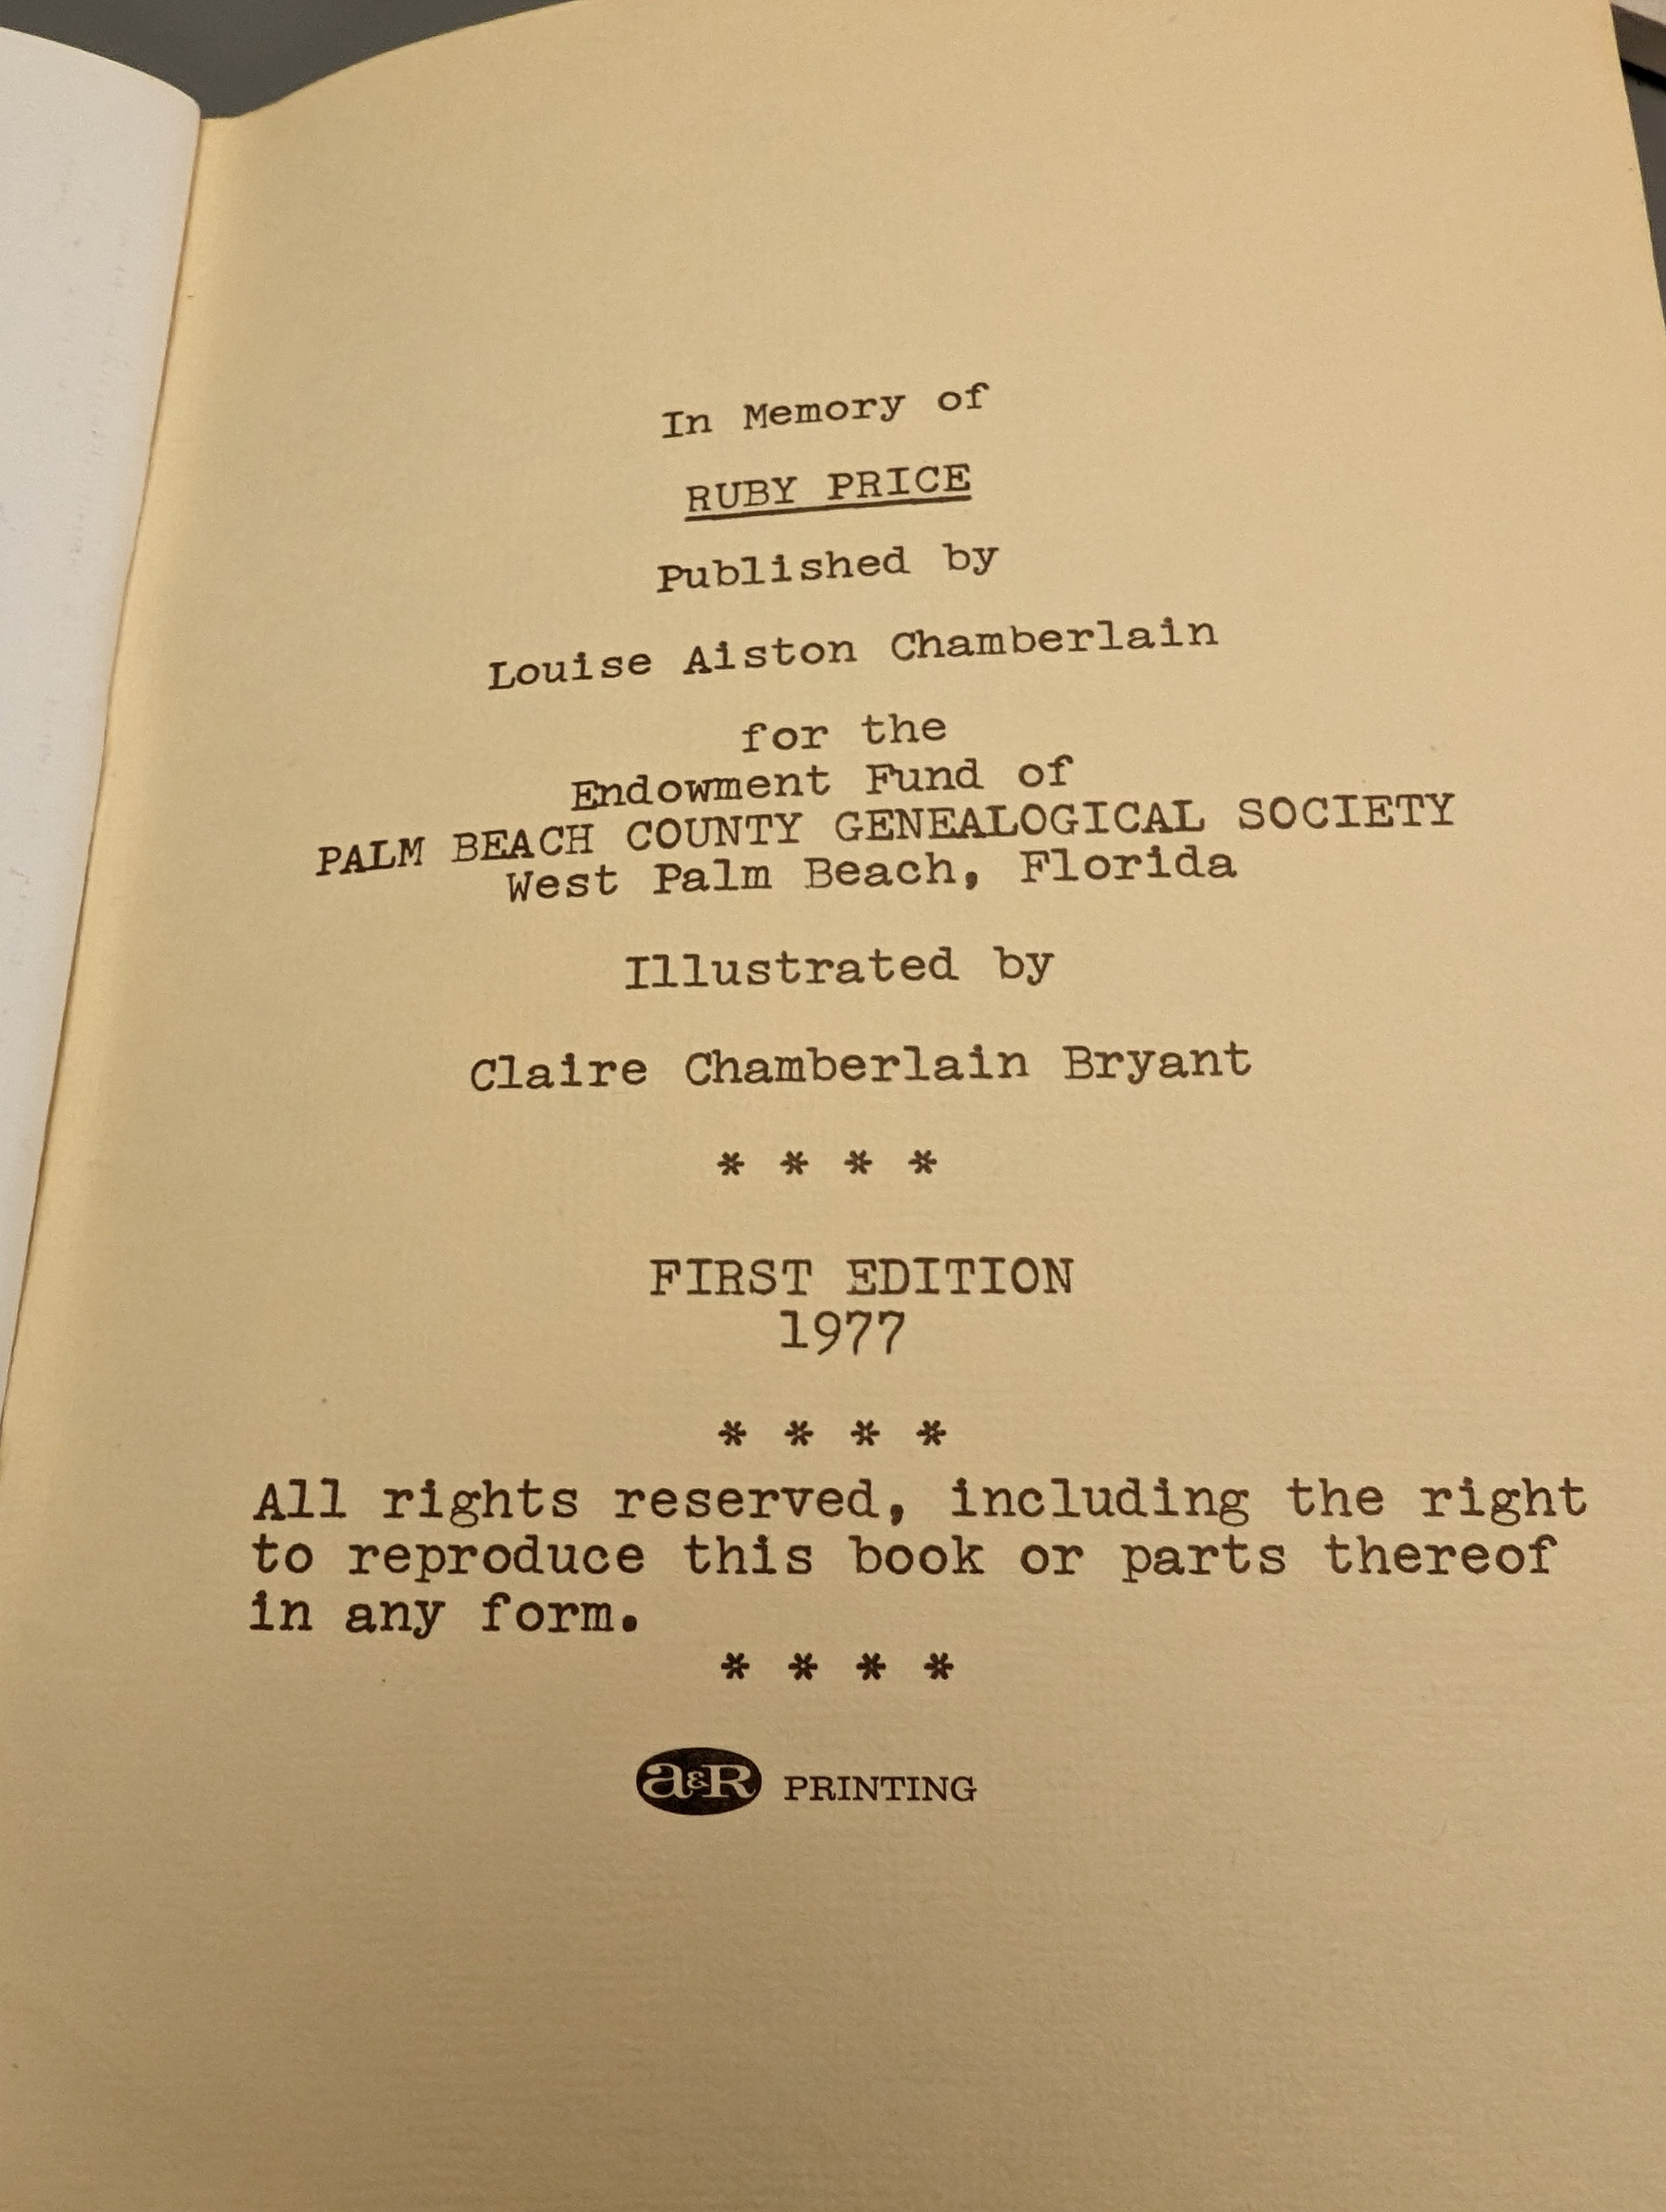 In Memory of
RUBY PRICE
Published by
Louise Aiston Chamberlain
for the
Endowment Fund of
PALM BEACH COUNTY GENEALOGICAL SOCIETY
West Palm Beach, Florida
Illustrated by
Claire Chamberlain Bryant
* * * *
FIRST EDITION
1977
* * * *
All rights reserved, including the right
to reproduce this book or parts thereof
in any form.
* * * *
a&R PRINTING